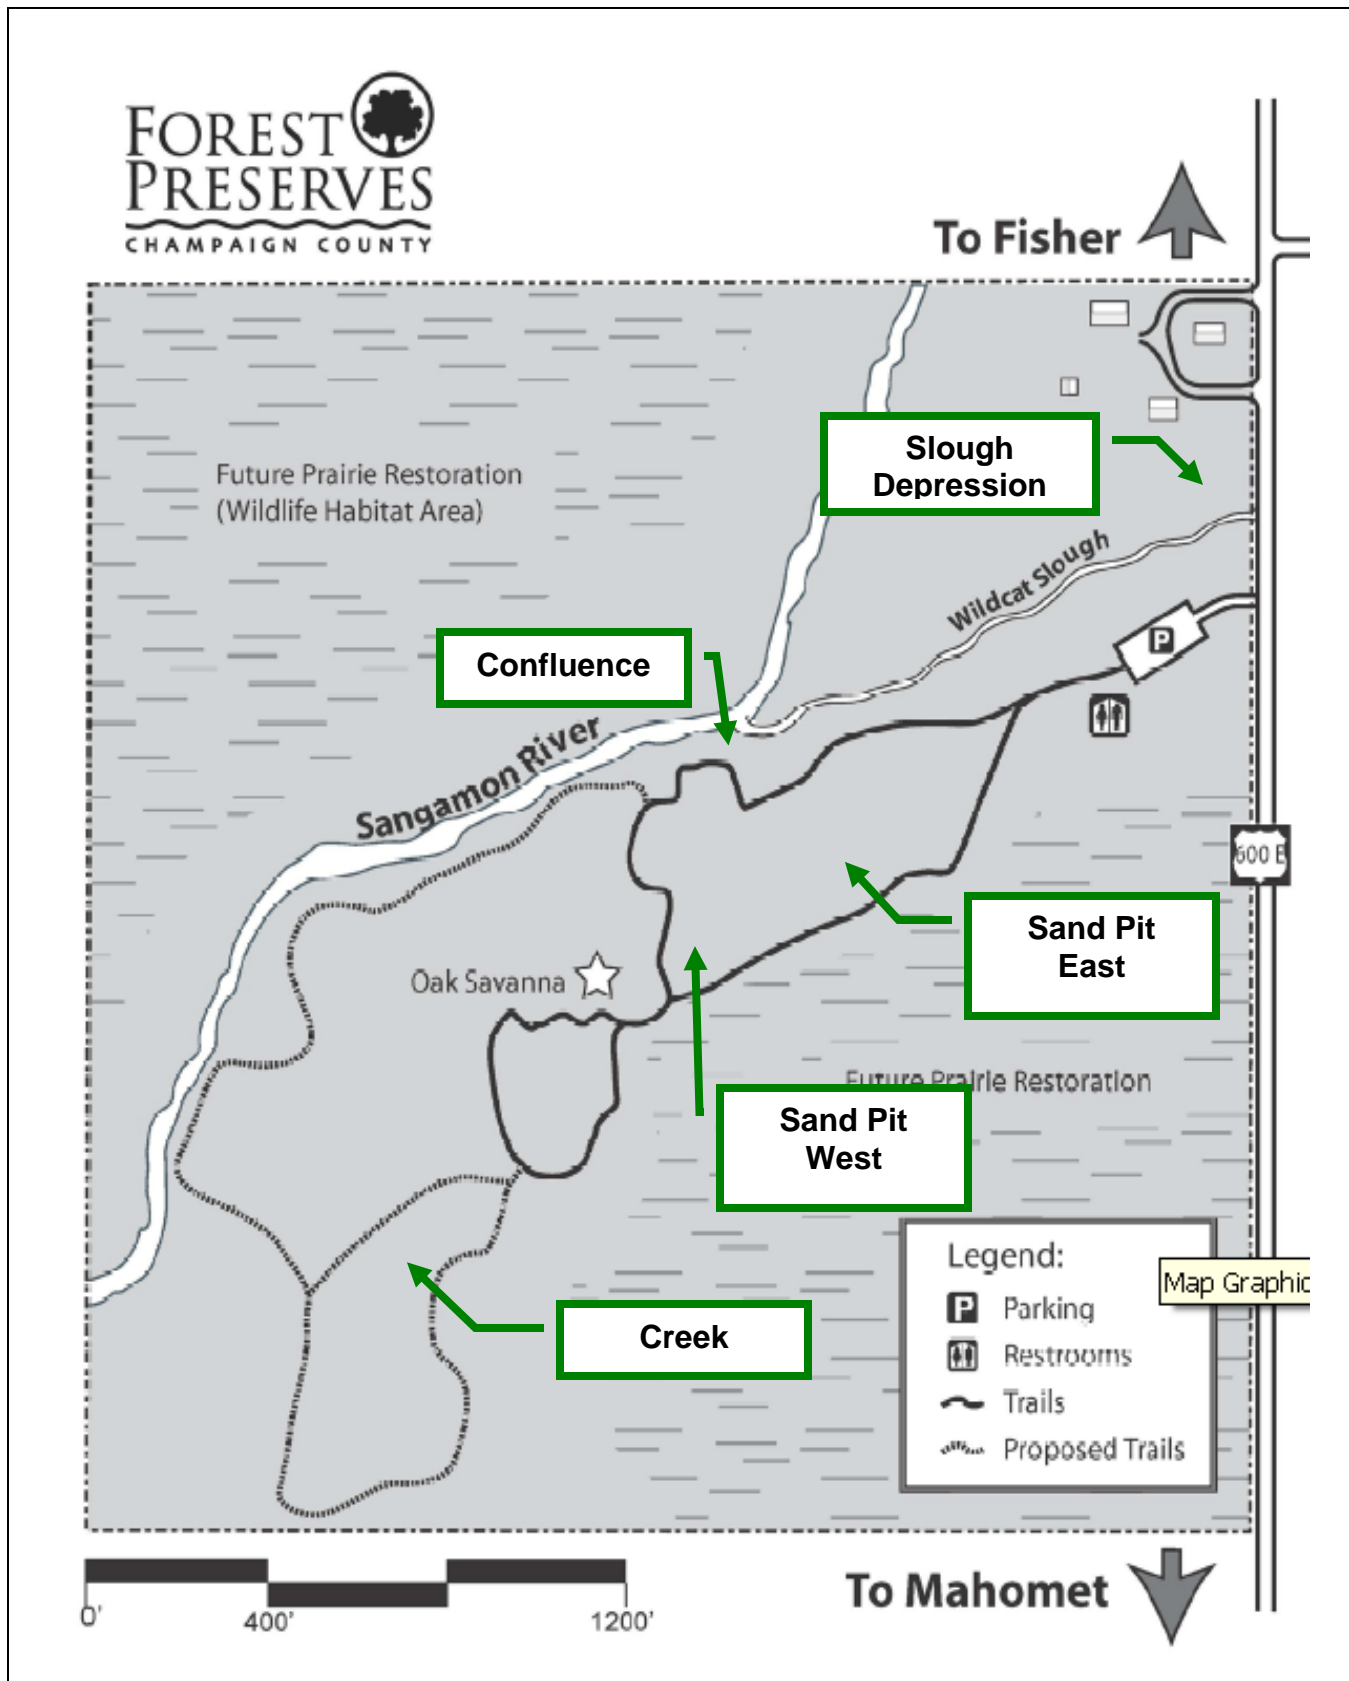 FOREST
PRESERVES
CHAMPAIGN COUNTY
To Fisher
Slough
Depression
Future Prairie Restoration
(Wildlife Habitat Area)
Wildcat Slough
P
Confluence
Sangamon River
600 E
Sand Pit
East
Oak Savanna
Future Prairie Restoration
Sand Pit
West
Legend:
P Parking
Restrooms
Trails
Proposed Trails
Map Graphic
Creek
To Mahomet
0' 400' 1200'